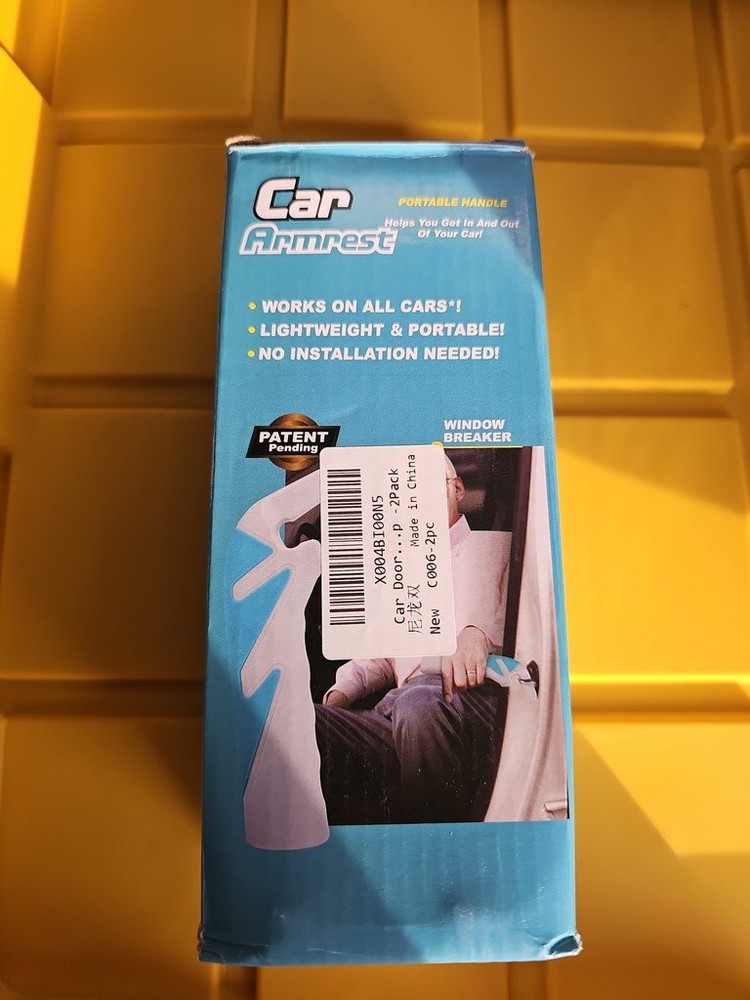 Car
Armrest
PORTABLE HANDLE
Helps You Get In And Out
Of Your Car!
• WORKS ON ALL CARS*!
• LIGHTWEIGHT & PORTABLE!
• NO INSTALLATION NEEDED!
PATENT
Pending
WINDOW
BREAKER
X004BI00N5
Car Door...p -2Pack
尼龙双 Made in China
New C006-2pc